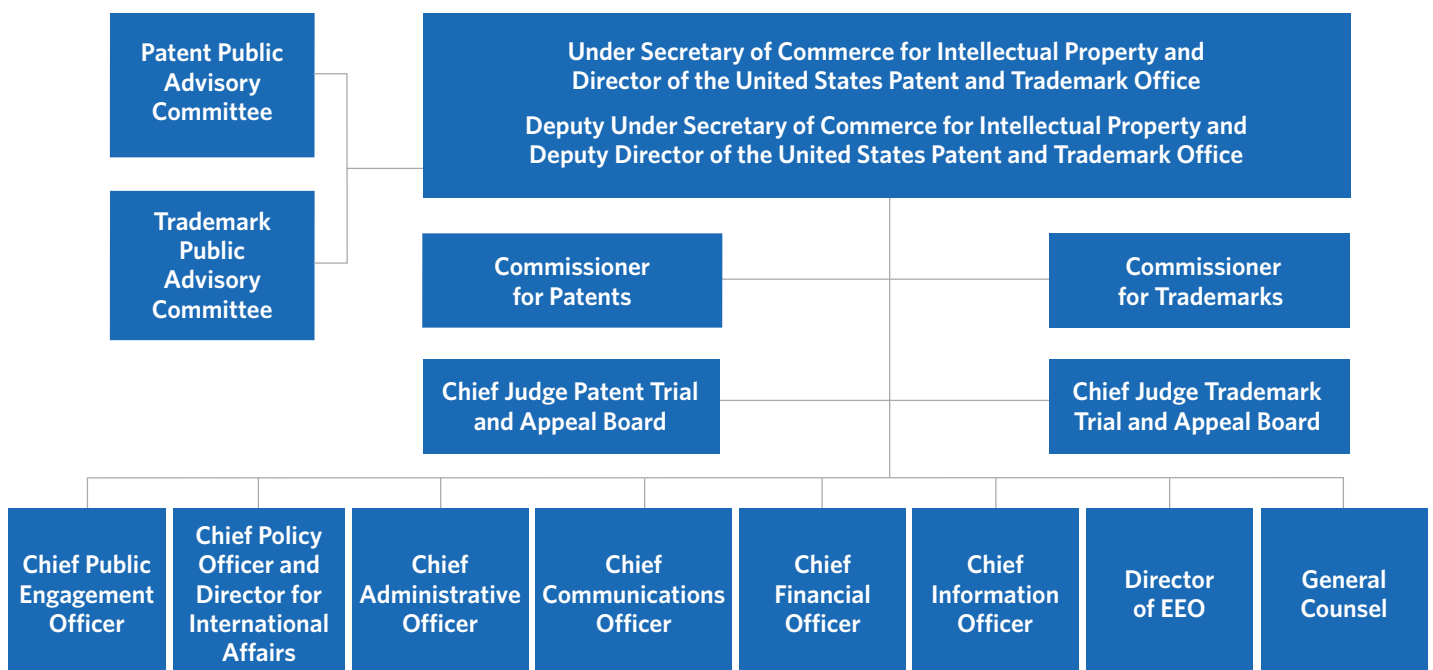 Patent Public
Advisory
Committee
Under Secretary of Commerce for Intellectual Property and
Director of the United States Patent and Trademark Office
Deputy Under Secretary of Commerce for Intellectual Property and
Deputy Director of the United States Patent and Trademark Office
Trademark
Public
Advisory
Committee
Commissioner
for Patents
Commissioner
for Trademarks
Chief Judge Patent Trial
and Appeal Board
Chief Judge Trademark
Trial and Appeal Board
Chief Public
Engagement
Officer
Chief Policy
Officer and
Director for
International
Affairs
Chief
Administrative
Officer
Chief
Communications
Officer
Chief
Financial
Officer
Chief
Information
Officer
Director
of EEO
General
Counsel